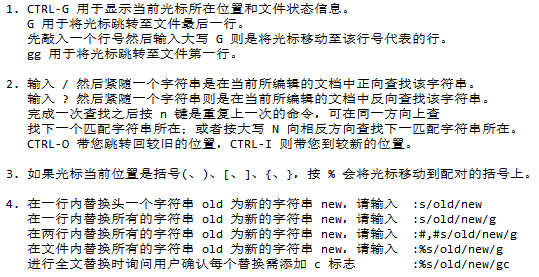 1. CTRL-G 用于显示当前光标所在位置和文件状态信息。
G 用于将光标跳转至文件最后一行。
先敲入一个行号然后输入大写 G 则是将光标移动至该行号代表的行。
gg 用于将光标跳转至文件第一行。
2. 输入 / 然后紧随一个字符串是在当前所编辑的文档中正向查找该字符串。
输入 ? 然后紧随一个字符串则是在当前所编辑的文档中反向查找该字符串。
完成一次查找之后按 n 键是重复上一次的命令，可在同一方向上查
找下一个匹配字符串所在；或者按大写 N 向相反方向查找下一匹配字符串所在。
CTRL-O 带您跳转回较旧的位置，CTRL-I 则带您到较新的位置。
3. 如果光标当前位置是括号(、)、[、]、{、}，按 % 会将光标移动到配对的括号上。
4. 在一行内替换头一个字符串 old 为新的字符串 new，请输入 :s/old/new
在一行内替换所有的字符串 old 为新的字符串 new，请输入 :s/old/new/g
在两行内替换所有的字符串 old 为新的字符串 new，请输入 :#,#s/old/new/g
在文件内替换所有的字符串 old 为新的字符串 new，请输入 :%s/old/new/g
进行全文替换时询问用户确认每个替换需添加 c 标志 :%s/old/new/gc